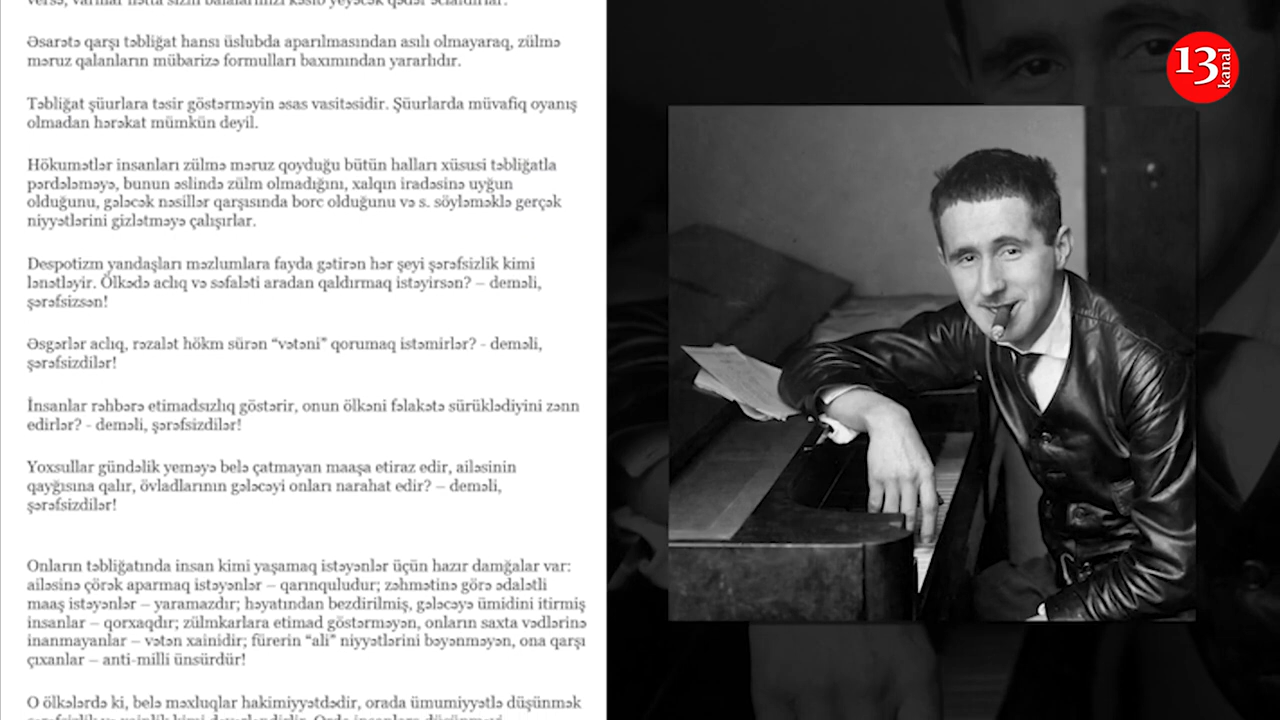 versə, varınar hətta sizin balalarınızı kəsib yeyəcək qədər əclafdırlar.
Əsarətə qarşı təbliğat hansı üslubda aparılmasından asılı olmayaraq, zülmə
məruz qalanların mübarizə formulları baxımından yararlıdır.
Təbliğat şüurlara təsir göstərməyin əsas vasitəsidir. Şüurlarda müvafiq oyanış
olmadan hərəkat mümkün deyil.
Hökumətlər insanları zülmə məruz qoyduğu bütün halları xüsusi təbliğatla
pərdələməyə, bunun əslində zülm olmadığını, xalqın iradəsinə uyğun
olduğunu, gələcək nəsillər qarşısında borc olduğunu və s. söyləməklə gerçək
niyyətlərini gizlətməyə çalışırlar.
Despotizm yandaşları məzlumlara fayda gətirən hər şeyi şərəfsizlik kimi
lənətləyir. Ölkədə aclıq və səfaləti aradan qaldırmaq istəyirsən? – deməli,
şərəfsizsən!
Əsgərlər aclıq, rəzalət hökm sürən “vətəni” qorumaq istəmirlər? - deməli,
şərəfsizdilər!
İnsanlar rəhbərə etimadsızlıq göstərir, onun ölkəni fəlakətə sürüklədiyini zənn
edirlər? - deməli, şərəfsizdilər!
Yoxsullar gündəlik yeməyə belə çatmayan maaşa etiraz edir, ailəsinin
qayğısına qalır, övladlarının gələcəyi onları narahat edir? – deməli,
şərəfsizdilər!
Onların təbliğatında insan kimi yaşamaq istəyənlər üçün hazır damğalar var:
ailəsinə çörək aparmaq istəyənlər – qarınquludur; zəhmətinə görə ədalətli
maaş istəyənlər – yaramazdır; həyatından bezdirilmiş, gələcəyə ümidini itirmiş
insanlar – qorxaqdır; zülmkarlara etimad göstərməyən, onların saxta vədlərinə
inanmayanlar – vətən xainidir; fürerin “ali” niyyətlərini bəyənməyən, ona qarşı
çıxanlar – anti-milli ünsürdür!
O ölkələrdə ki, belə məxluqlar hakimiyyətdədir, orada ümumiyyətlə düşünmək
13 kanal